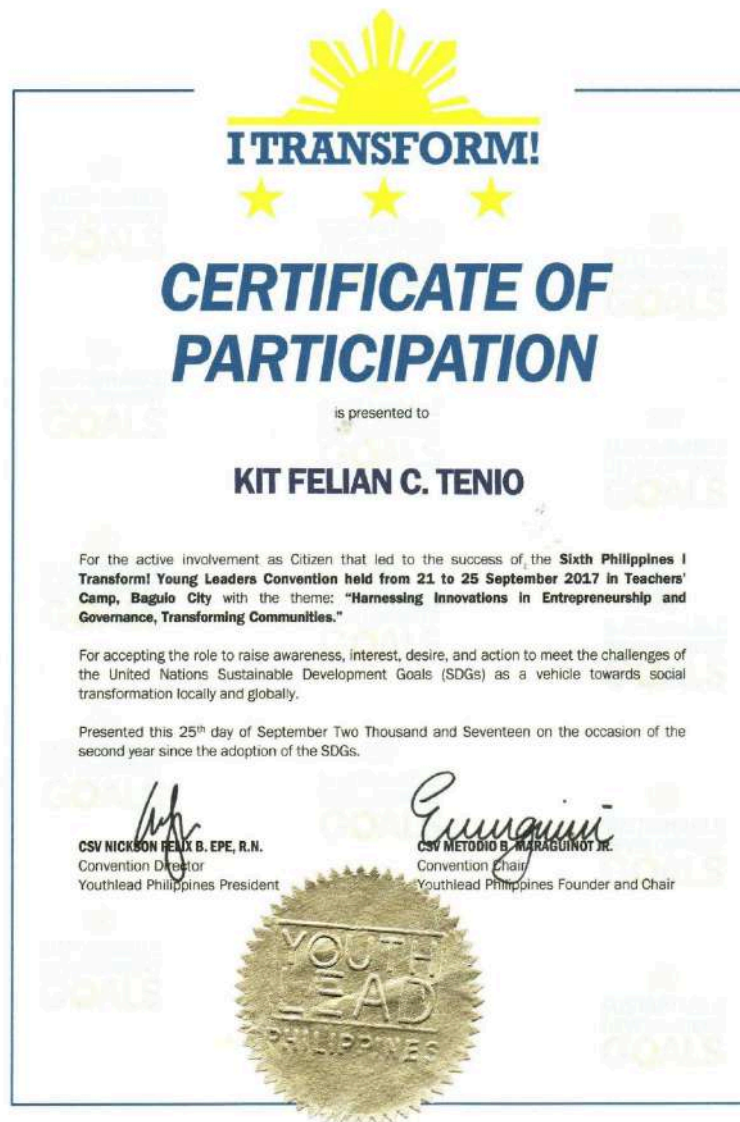 I TRANSFORM!
CERTIFICATE OF
PARTICIPATION
is presented to
KIT FELIAN C. TENIO
For the active involvement as Citizen that led to the success of the Sixth Philippines I
Transform! Young Leaders Convention held from 21 to 25 September 2017 in Teachers'
Camp, Baguio City with the theme: “Harnessing Innovations in Entrepreneurship and
Governance, Transforming Communities.”
For accepting the role to raise awareness, interest, desire, and action to meet the challenges of
the United Nations Sustainable Development Goals (SDGs) as a vehicle towards social
transformation locally and globally.
Presented this 25th day of September Two Thousand and Seventeen on the occasion of the
second year since the adoption of the SDGs.
CSV NICKSON FELIX B. EPE, R.N.
Convention Director
Youthlead Philippines President
CSV METODIO B. MARAGUINOT JR.
Convention Chair
Youthlead Philippines Founder and Chair
YOUTH
LEAD
PHILIPPINES
GOALS
GOALS
GOALS
GOALS
GOALS